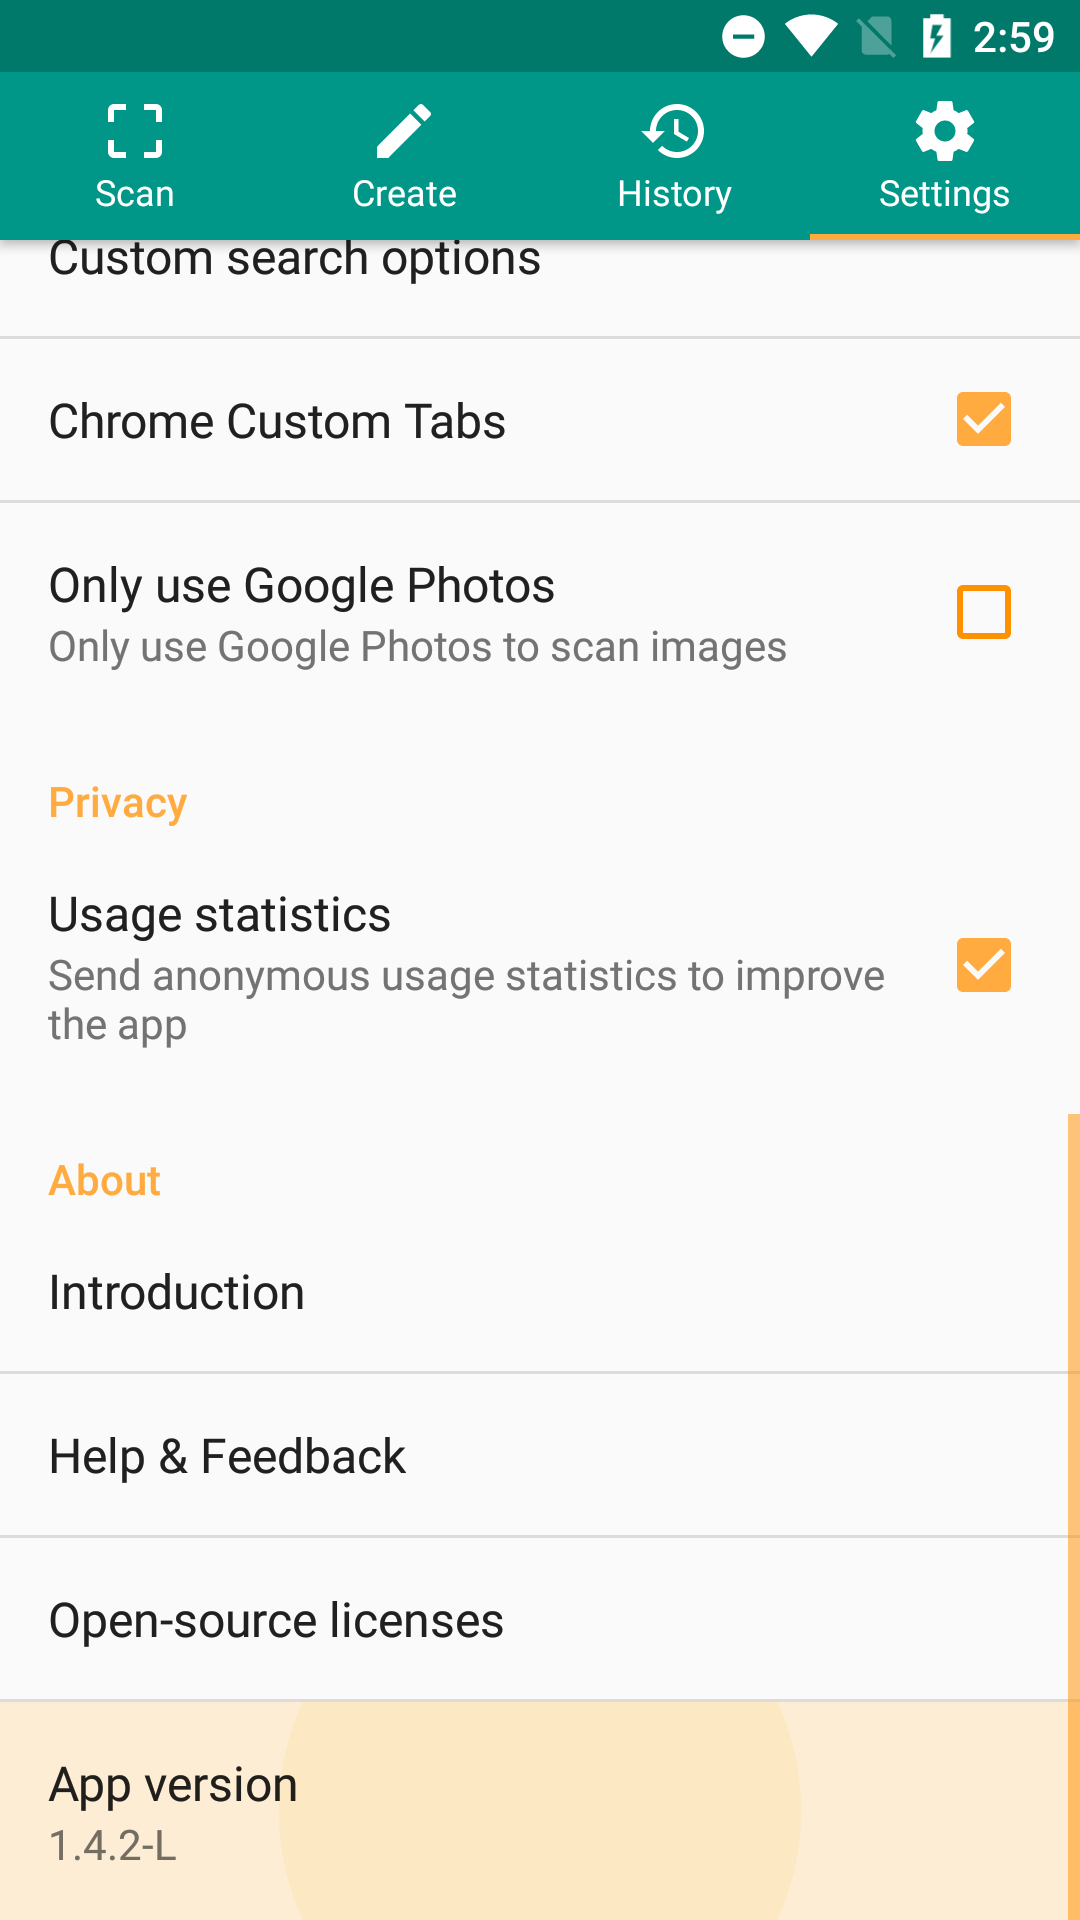 2:59
Scan
Create
History
Settings
Custom search options
Chrome Custom Tabs
Only use Google Photos
Only use Google Photos to scan images
Privacy
Usage statistics
Send anonymous usage statistics to improve
the app
About
Introduction
Help & Feedback
Open-source licenses
App version
1.4.2-L